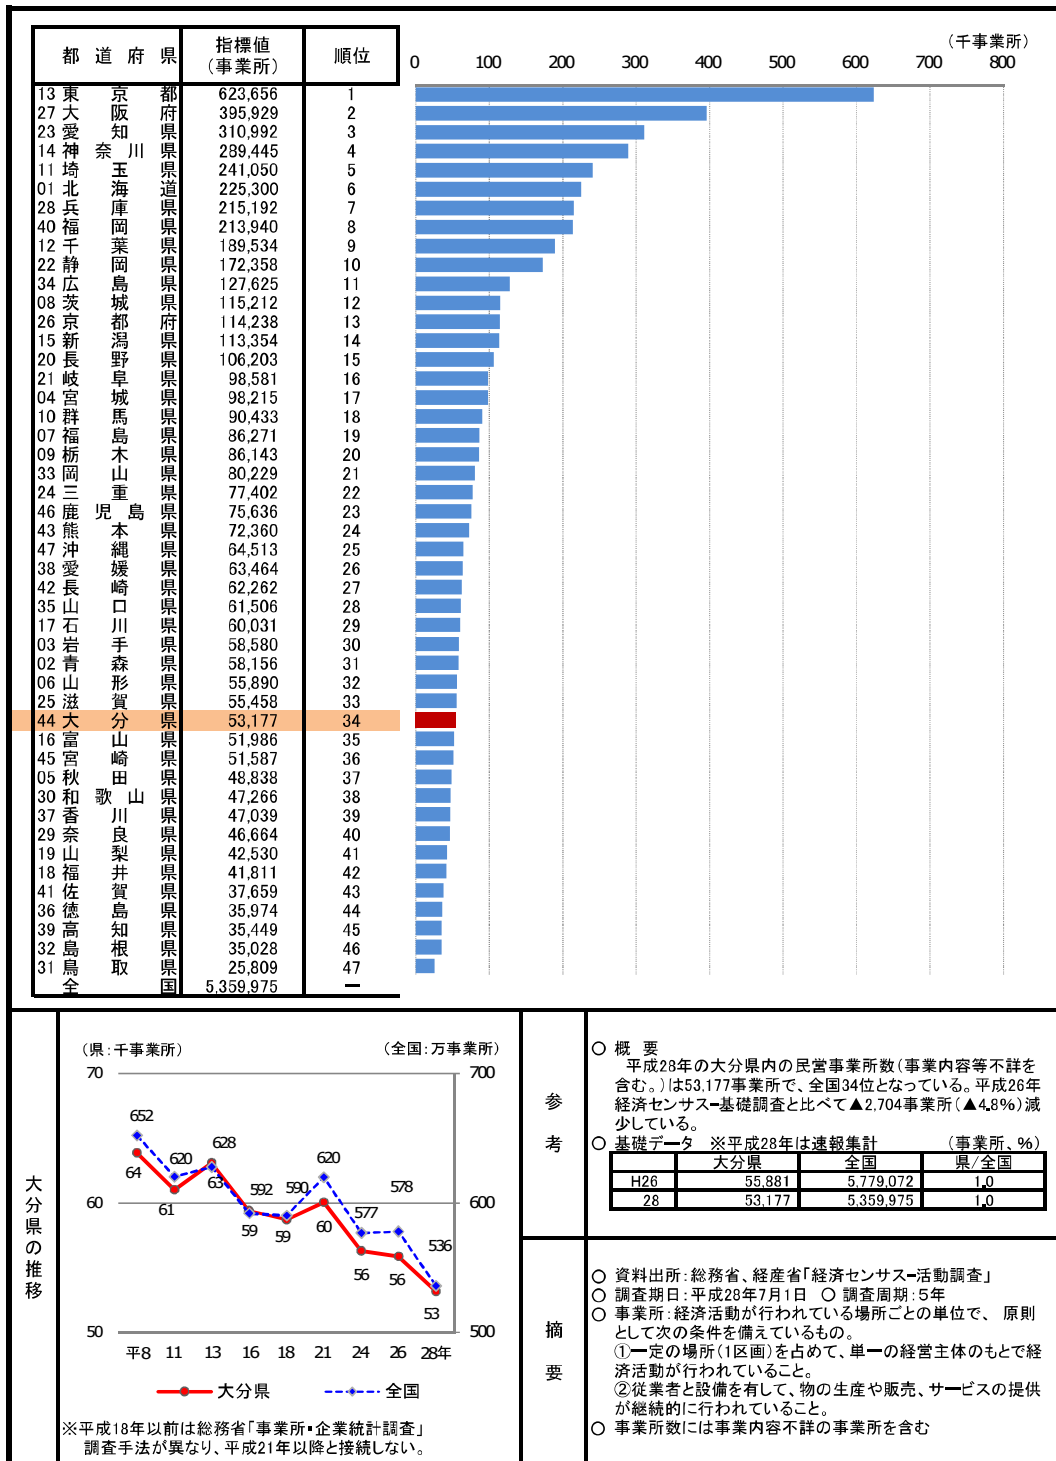 都道府県 指標値（事業所） 順位
（千事業所）
0 100 200 300 400 500 600 700 800
13 東京都 623,656 1
27 大阪府 395,929 2
23 愛知県 310,992 3
14 神奈川県 289,445 4
11 埼玉県 241,050 5
01 北海道 225,300 6
28 兵庫県 215,192 7
40 福岡県 213,940 8
12 千葉県 189,534 9
22 静岡県 172,358 10
34 広島県 127,625 11
08 茨城県 115,212 12
26 京都府 114,238 13
15 新潟県 113,354 14
20 長野県 106,203 15
21 岐阜県 98,581 16
04 宮城県 98,215 17
10 群馬県 90,433 18
07 福島県 86,271 19
09 栃木県 86,143 20
33 岡山県 80,229 21
24 三重県 77,402 22
46 鹿児島県 75,636 23
43 熊本県 72,360 24
47 沖縄県 64,513 25
38 愛媛県 63,464 26
42 長崎県 62,262 27
35 山口県 61,506 28
17 石川県 60,031 29
03 岩手県 58,580 30
02 青森県 58,156 31
06 山形県 55,890 32
25 滋賀県 55,458 33
44 大分県 53,177 34
16 富山県 51,986 35
45 宮崎県 51,587 36
05 秋田県 48,838 37
30 和歌山県 47,266 38
37 香川県 47,039 39
29 奈良県 46,664 40
19 山梨県 42,530 41
18 福井県 41,811 42
41 佐賀県 37,659 43
36 徳島県 35,974 44
39 高知県 35,449 45
32 島根県 35,028 46
31 鳥取県 25,809 47
全国 5,359,975 ―
大分県の推移
（県：千事業所） （全国：万事業所）
70 700
652 620 628 592 590 620 577 578 536
60 600
64 61 63 59 59 60 56 56 53
50 500
平8 11 13 16 18 21 24 26 28年
大分県 全国
※平成18年以前は総務省「事業所・企業統計調査」
調査手法が異なり、平成21年以降と接続しない。
参考
○ 概 要
平成28年の大分県内の民営事業所数（事業内容等不詳を
含む。）は53,177事業所で、全国34位となっている。平成26年
経済センサス-基礎調査と比べて▲2,704事業所（▲4.8%）減
少している。
○ 基礎データ ※平成28年は速報集計 （事業所、%）
大分県 全国 県/全国
H26 55,881 5,779,072 1.0
28 53,177 5,359,975 1.0
摘要
○ 資料出所：総務省、経産省「経済センサス-活動調査」
○ 調査期日：平成28年7月1日 ○ 調査周期：5年
○ 事業所：経済活動が行われている場所ごとの単位で、 原則
として次の条件を備えているもの。
①一定の場所（1区画）を占めて、単一の経営主体のもとで経
済活動が行われていること。
②従業者と設備を有して、物の生産や販売、サービスの提供
が継続的に行われていること。
○ 事業所数には事業内容不詳の事業所を含む